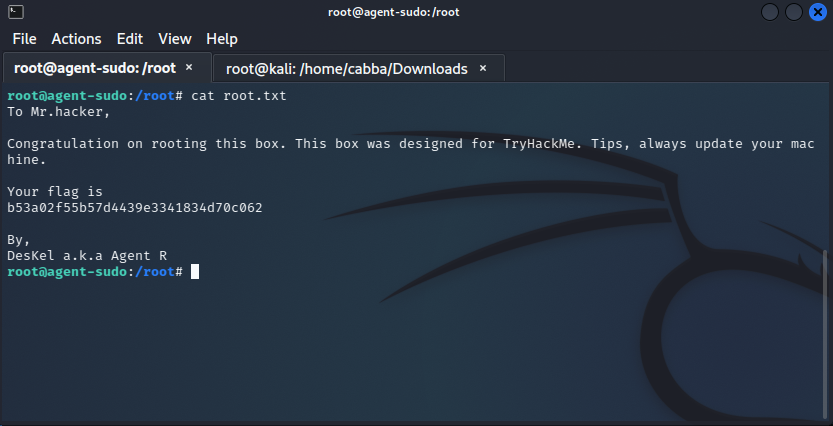 root@agent-sudo: /root
File Actions Edit View Help
root@agent-sudo: /root × root@kali: /home/cabba/Downloads ×
root@agent-sudo:/root# cat root.txt
To Mr.hacker,
Congratulation on rooting this box. This box was designed for TryHackMe. Tips, always update your mac
hine.
Your flag is
b53a02f55b57d4439e3341834d70c062
By,
DesKel a.k.a Agent R
root@agent-sudo:/root#